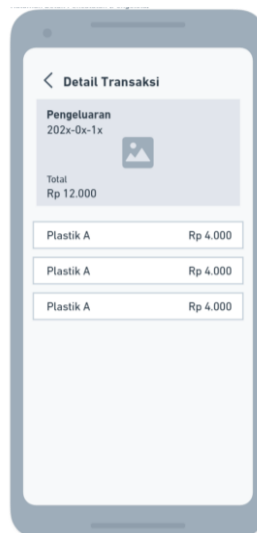 Detail Transaksi
Pengeluaran
202x-0x-1x
Total
Rp 12.000
Plastik A Rp 4.000
Plastik A Rp 4.000
Plastik A Rp 4.000